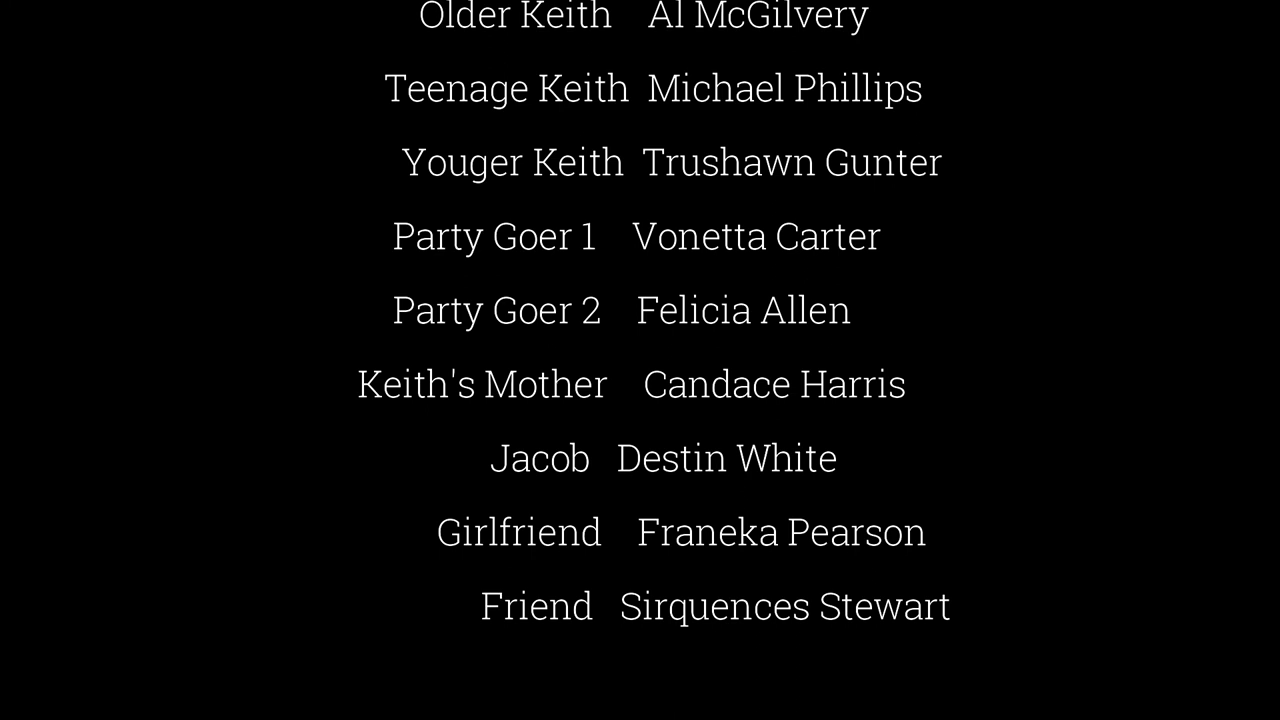 Older Keith Al McGilvery
Teenage Keith Michael Phillips
Youger Keith Trushawn Gunter
Party Goer 1 Vonetta Carter
Party Goer 2 Felicia Allen
Keith's Mother Candace Harris
Jacob Destin White
Girlfriend Franeka Pearson
Friend Sirquences Stewart